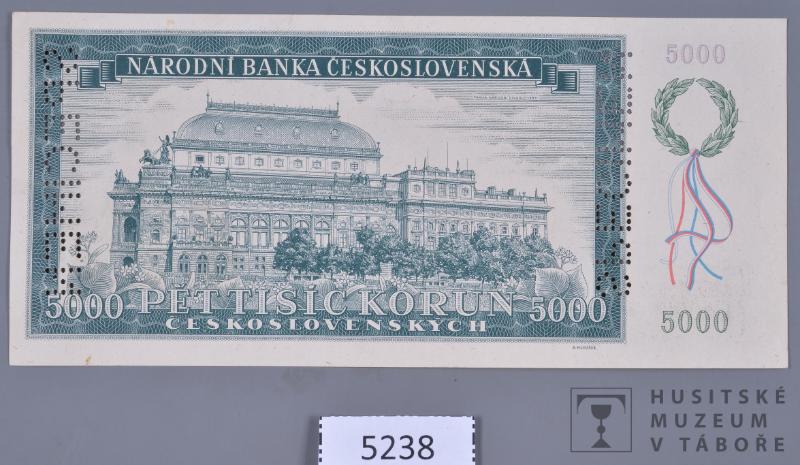 NÁRODNÍ BANKA ČESKOSLOVENSKÁ
5000
5000 PĚT TISÍC KORUN 5000
ČESKOSLOVENSKÝCH
5000
5238
HUSITSKÉ
MUZEUM
V TÁBOŘE